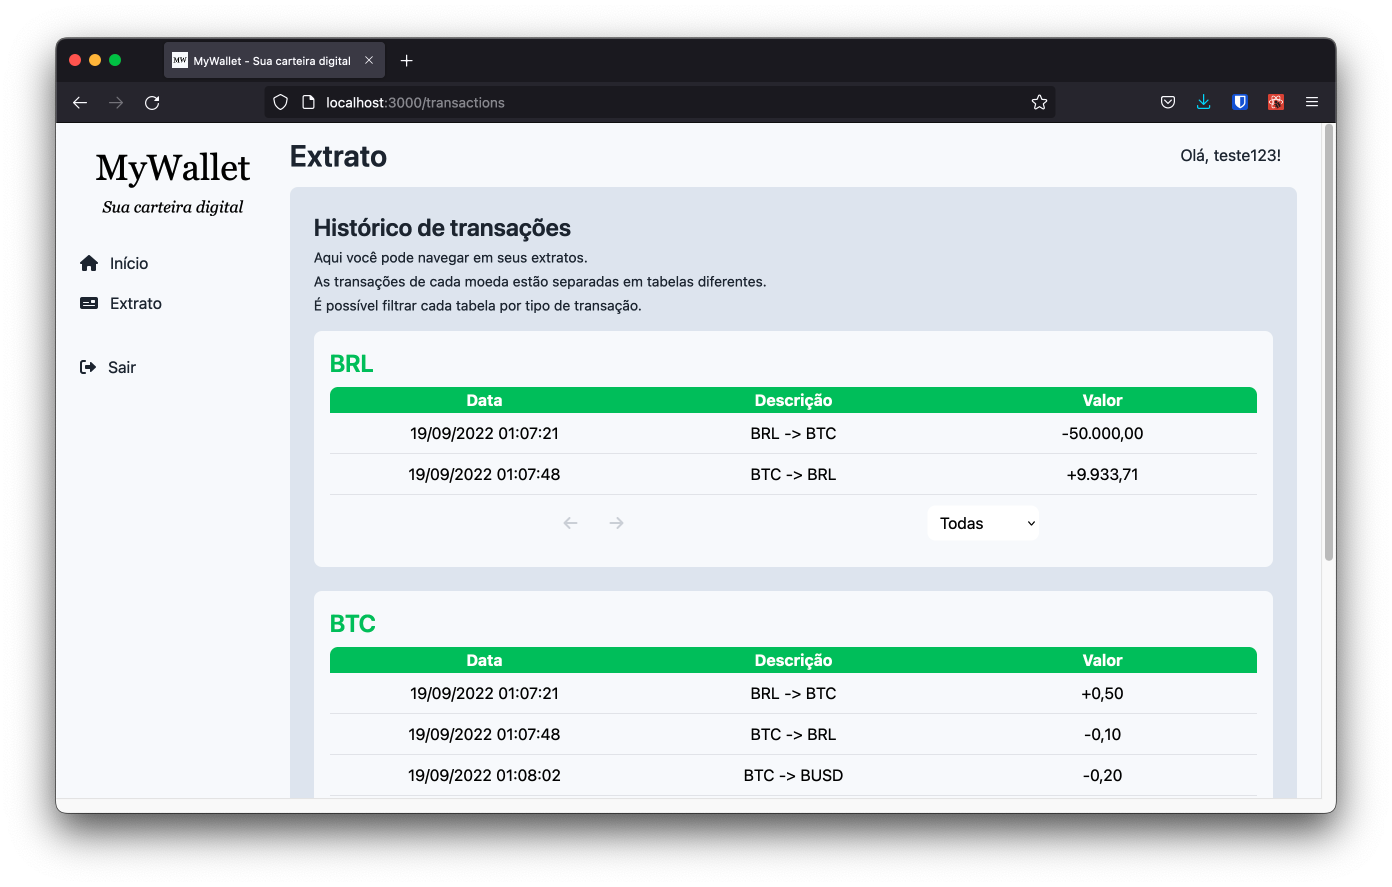 MyWallet - Sua carteira digital
localhost:3000/transactions
MyWallet
Sua carteira digital
Início
Extrato
Sair
Extrato
Olá, teste123!
Histórico de transações
Aqui você pode navegar em seus extratos.
As transações de cada moeda estão separadas em tabelas diferentes.
É possível filtrar cada tabela por tipo de transação.
BRL
Data Descrição Valor
19/09/2022 01:07:21 BRL -> BTC -50.000,00
19/09/2022 01:07:48 BTC -> BRL +9.933,71
Todas
BTC
Data Descrição Valor
19/09/2022 01:07:21 BRL -> BTC +0,50
19/09/2022 01:07:48 BTC -> BRL -0,10
19/09/2022 01:08:02 BTC -> BUSD -0,20